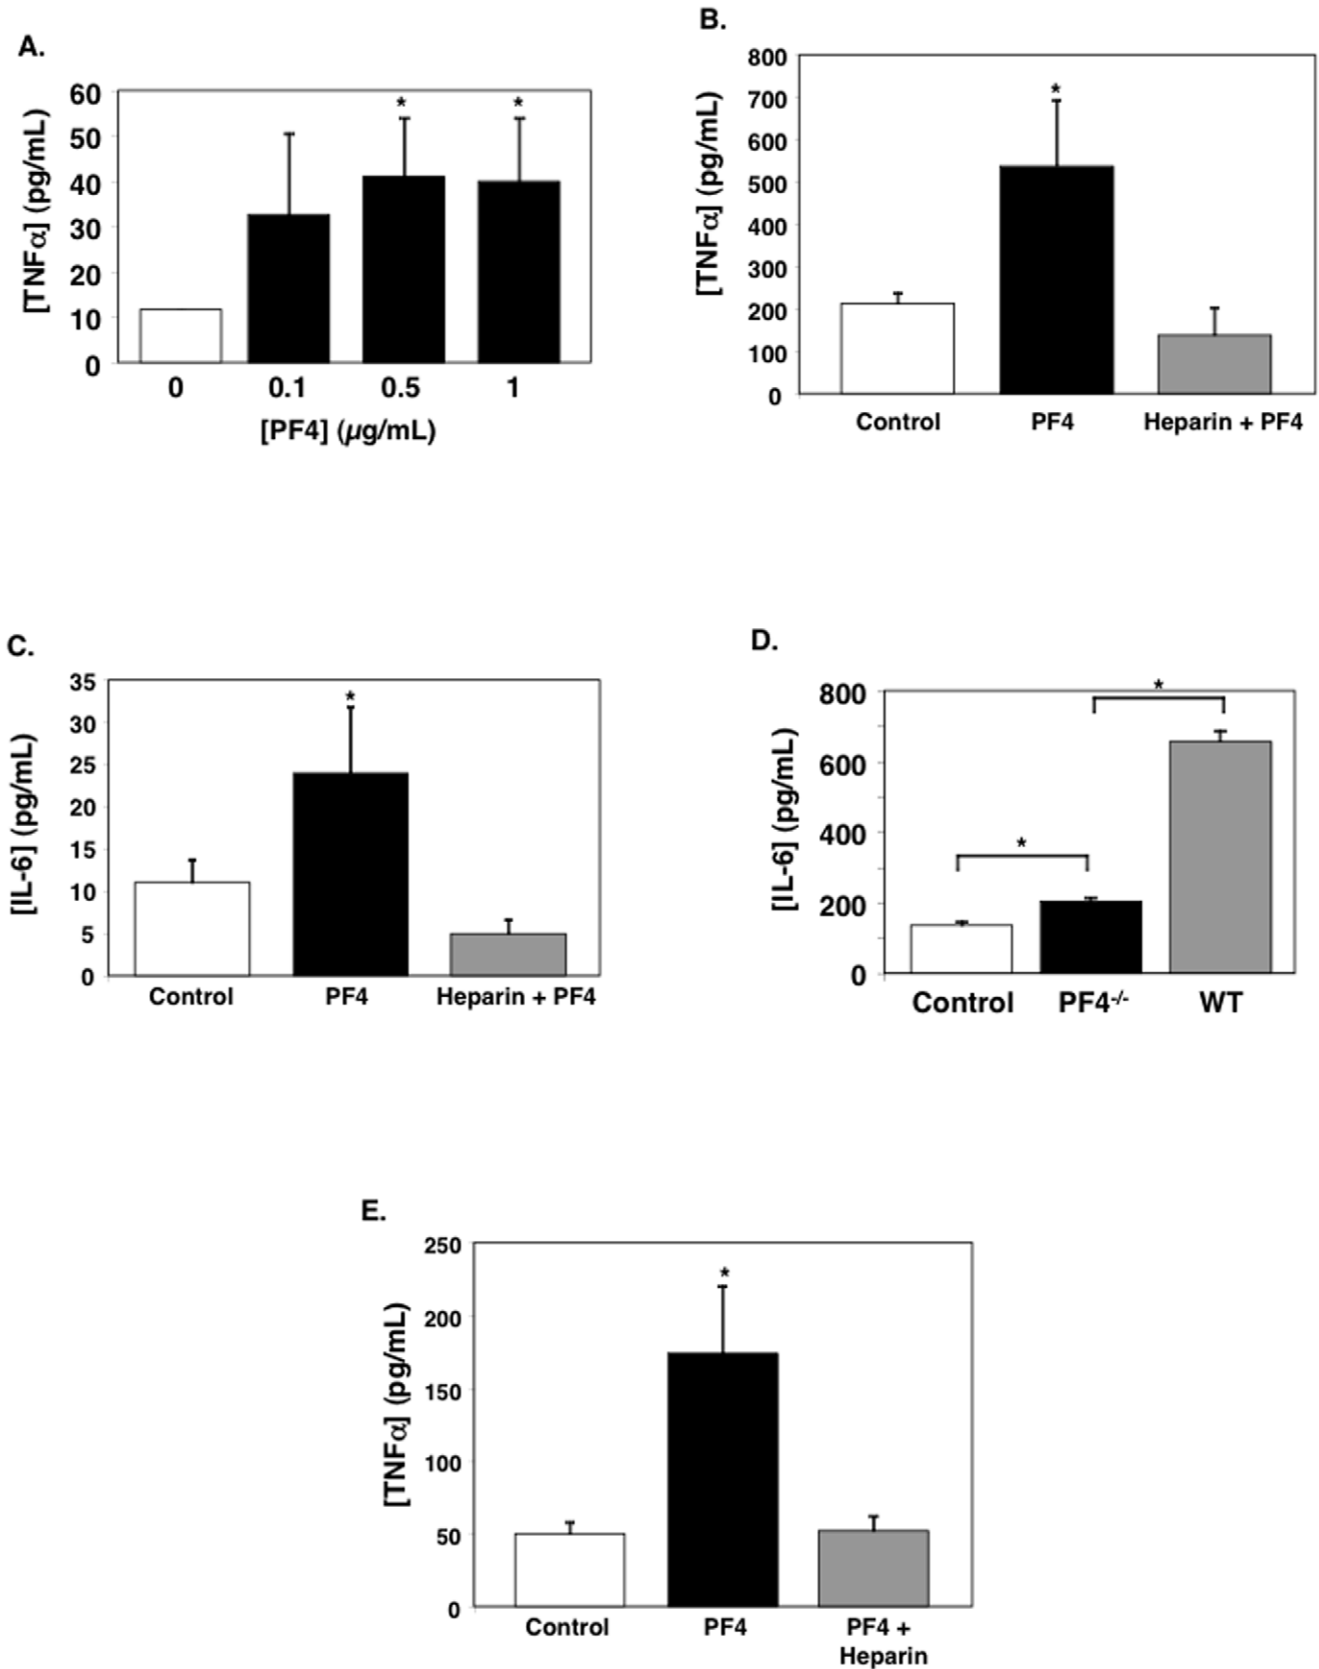 A.
[TNFα] (pg/mL)
60
50
40
30
20
10
0
* *
0 0.1 0.5 1
[PF4] (µg/mL)
B.
[TNFα] (pg/mL)
800
700
600
500
400
300
200
100
0
*
Control PF4 Heparin + PF4
C.
[IL-6] (pg/mL)
35
30
25
20
15
10
5
0
*
Control PF4 Heparin + PF4
D.
[IL-6] (pg/mL)
800
600
400
200
0
*
*
Control PF4-/- WT
E.
[TNFα] (pg/mL)
250
200
150
100
50
0
*
Control PF4 PF4 +
Heparin